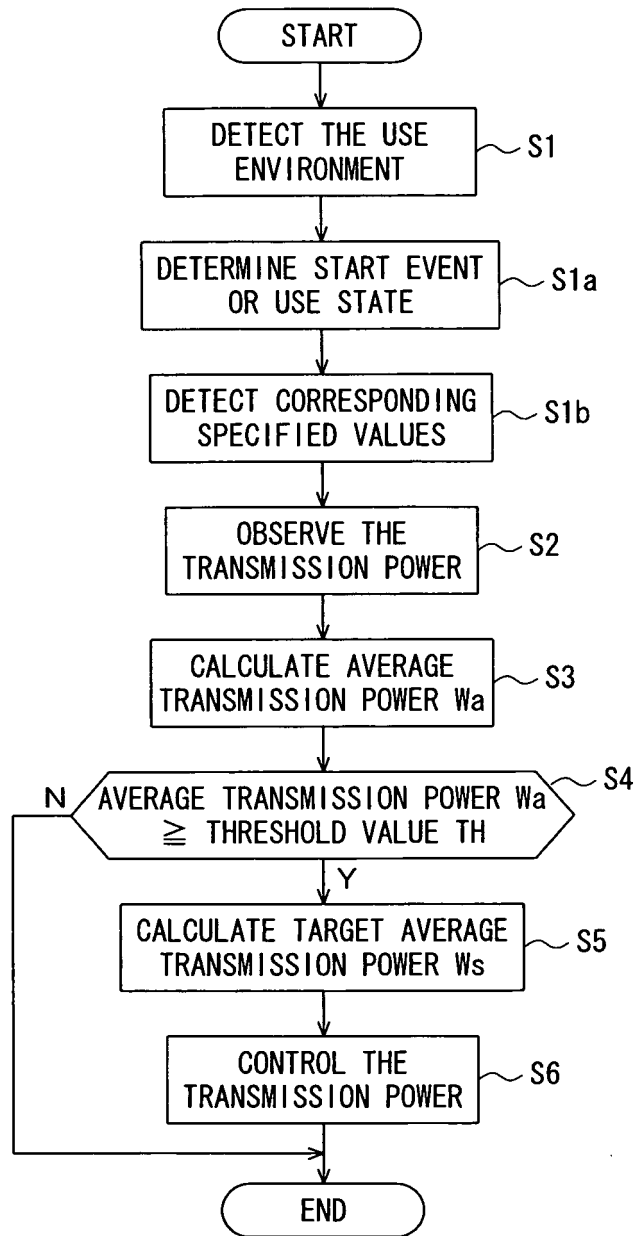 START
DETECT THE USE
ENVIRONMENT
S1
DETERMINE START EVENT
OR USE STATE
S1a
DETECT CORRESPONDING
SPECIFIED VALUES
S1b
OBSERVE THE
TRANSMISSION POWER
S2
CALCULATE AVERAGE
TRANSMISSION POWER Wa
S3
N
AVERAGE TRANSMISSION POWER Wa
≧ THRESHOLD VALUE TH
S4
Y
CALCULATE TARGET AVERAGE
TRANSMISSION POWER Ws
S5
CONTROL THE
TRANSMISSION POWER
S6
END